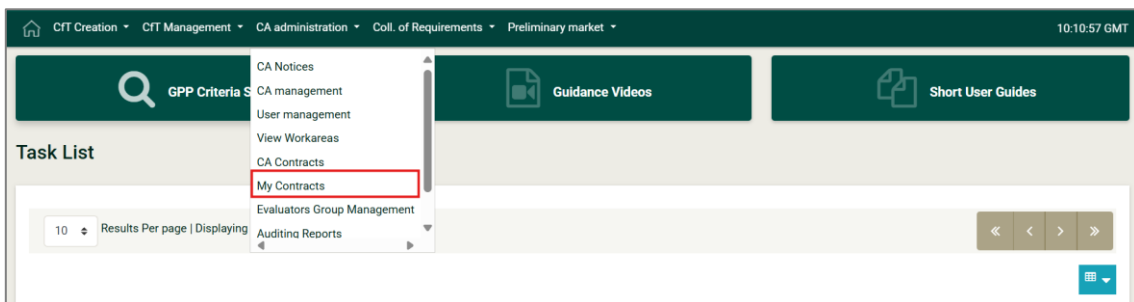 CfT Creation CfT Management CA administration Coll. of Requirements Preliminary market 10:10:57 GMT
GPP Criteria S
Guidance Videos
Short User Guides
CA Notices
CA management
User management
View Workareas
CA Contracts
My Contracts
Evaluators Group Management
Auditing Reports
Task List
10 Results Per page | Displaying